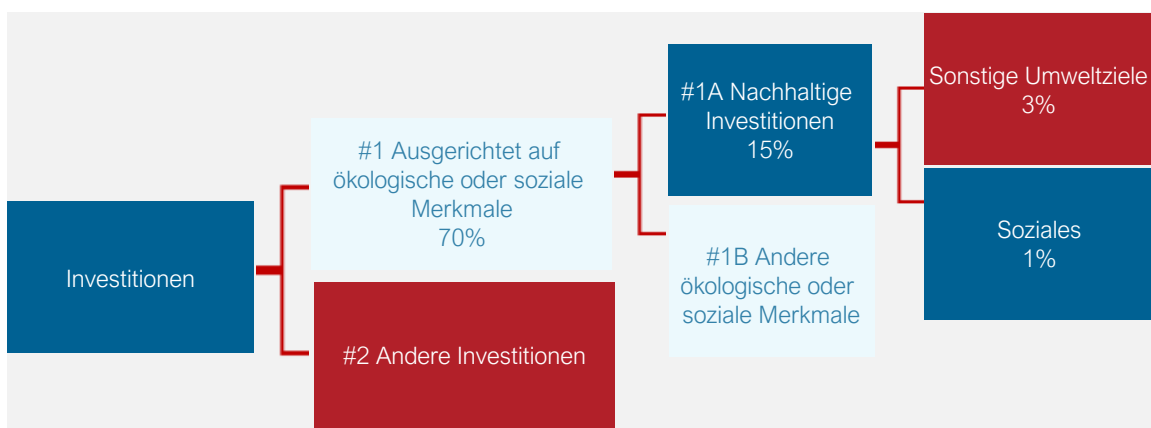 Investitionen
#1 Ausgerichtet auf
ökologische oder soziale
Merkmale
70%
#2 Andere Investitionen
#1A Nachhaltige
Investitionen
15%
#1B Andere
ökologische oder
soziale Merkmale
Sonstige Umweltziele
3%
Soziales
1%